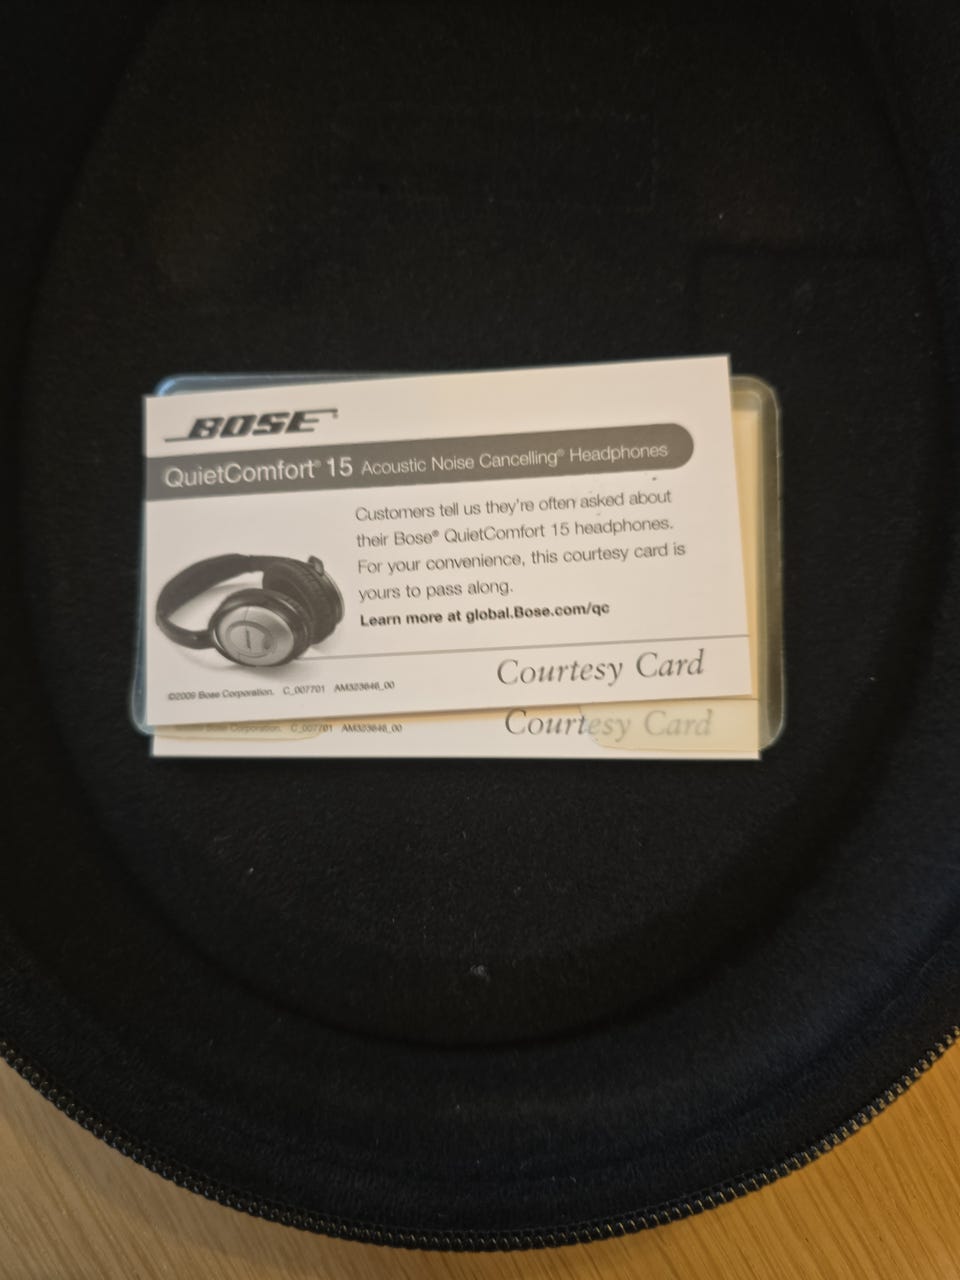 BOSE
QuietComfort® 15 Acoustic Noise Cancelling® Headphones
Customers tell us they're often asked about
their Bose® QuietComfort 15 headphones.
For your convenience, this courtesy card is
yours to pass along.
Learn more at global.Bose.com/qc
Courtesy Card
©2009 Bose Corporation. C_007701 AM323646_00
Bose Corporation. C_007701 AM323646_00
Courtesy Card